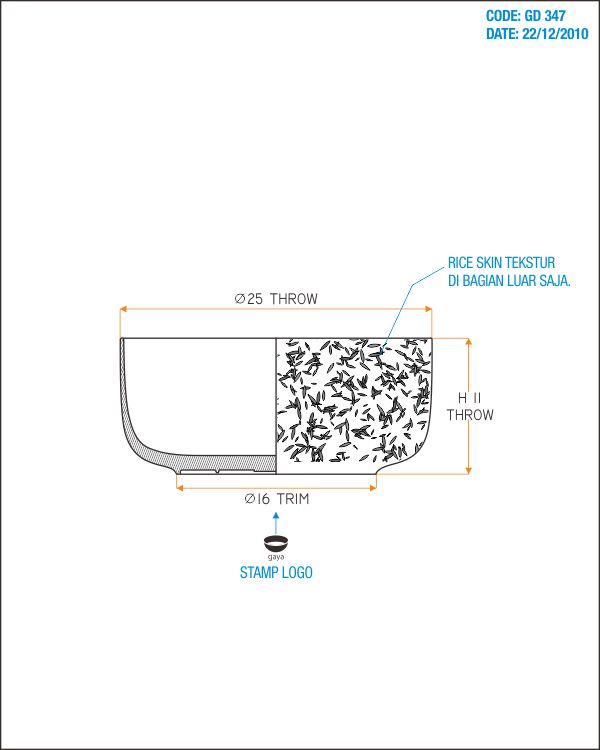 CODE: GD 347
DATE: 22/12/2010
RICE SKIN TEKSTUR
DI BAGIAN LUAR SAJA.
Ø25 THROW
H 11
THROW
Ø16 TRIM
gaya
STAMP LOGO